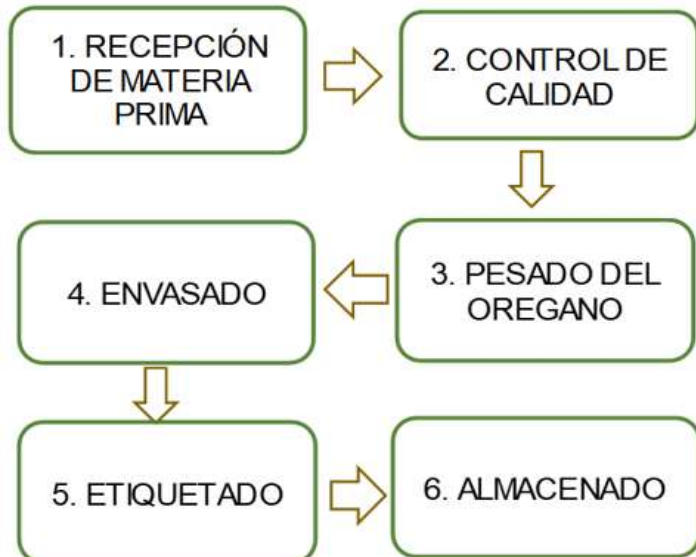 1. RECEPCIÓN
DE MATERIA
PRIMA
2. CONTROL DE
CALIDAD
3. PESADO DEL
OREGANO
4. ENVASADO
5. ETIQUETADO
6. ALMACENADO